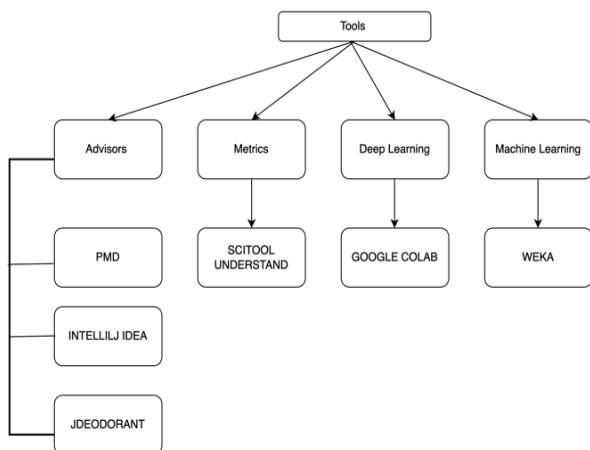 Tools
Advisors
Metrics
Deep Learning
Machine Learning
PMD
SCITOOL
UNDERSTAND
GOOGLE COLAB
WEKA
INTELLILJ IDEA
JDEODORANT